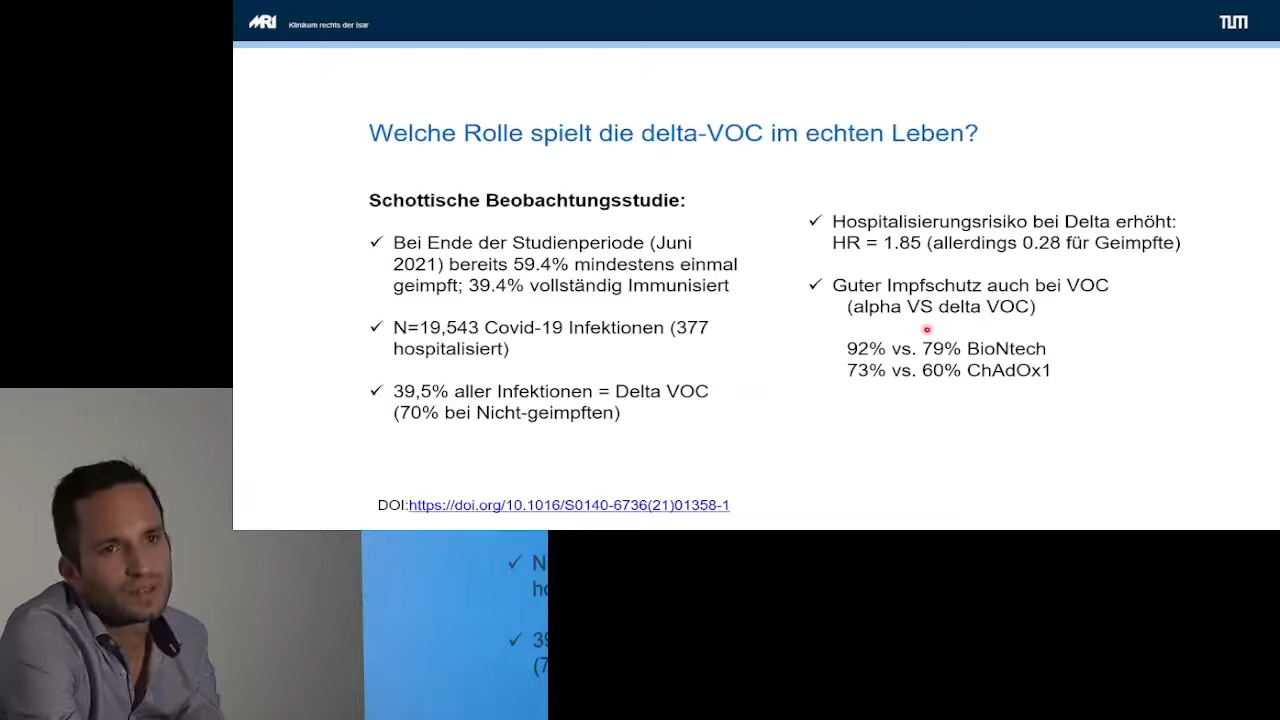 MRI Klinikum rechts der Isar
TUM
Welche Rolle spielt die delta-VOC im echten Leben?
Schottische Beobachtungsstudie:
✓ Bei Ende der Studienperiode (Juni
2021) bereits 59.4% mindestens einmal
geimpft; 39.4% vollständig Immunisiert
✓ N=19,543 Covid-19 Infektionen (377
hospitalisiert)
✓ 39,5% aller Infektionen = Delta VOC
(70% bei Nicht-geimpften)
✓ Hospitalisierungsrisiko bei Delta erhöht:
HR = 1.85 (allerdings 0.28 für Geimpfte)
✓ Guter Impfschutz auch bei VOC
(alpha VS delta VOC)
92% vs. 79% BioNtech
73% vs. 60% ChAdOx1
DOI:https://doi.org/10.1016/S0140-6736(21)01358-1
✓ N
ho
✓ 39
(7